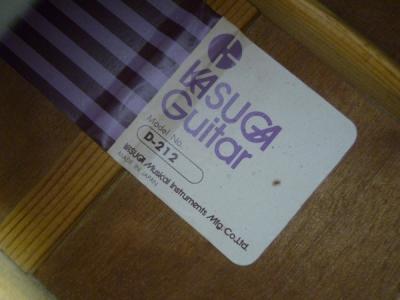 K
KASUGA
Guitar
Model No.
D-212
KASUGA Musical Instruments Mfg.Co.,Ltd.
MADE IN JAPAN